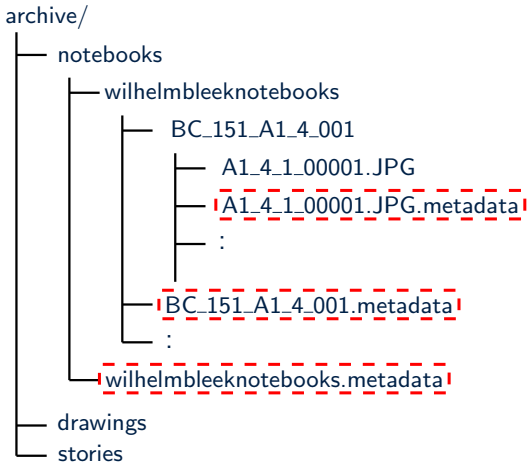 archive/
notebooks
wilhelmbleeknotebooks
BC_151_A1_4_001
A1_4_1_00001.JPG
A1_4_1_00001.JPG.metadata
:
BC_151_A1_4_001.metadata
:
wilhelmbleeknotebooks.metadata
drawings
stories